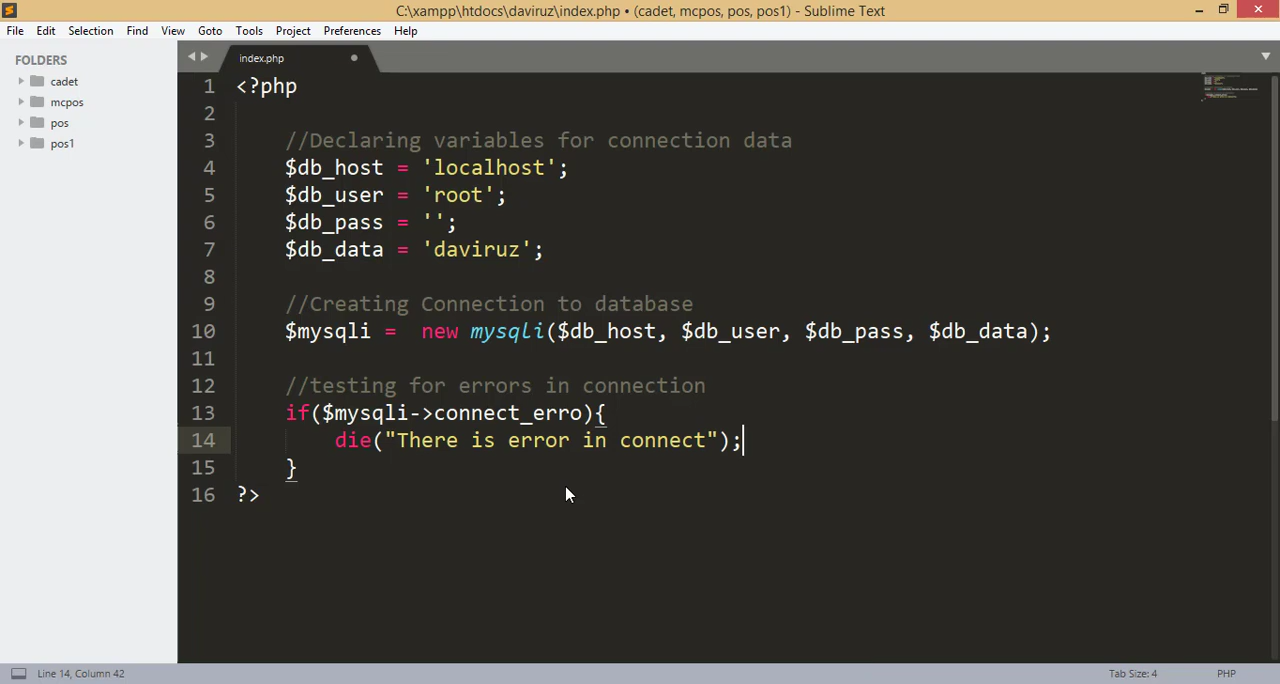 C:\xampp\htdocs\daviruz\index.php • (cadet, mcpos, pos, pos1) - Sublime Text
File Edit Selection Find View Goto Tools Project Preferences Help
FOLDERS
cadet
mcpos
pos
pos1
index.php
1 <?php
2
3 //Declaring variables for connection data
4 $db_host = 'localhost';
5 $db_user = 'root';
6 $db_pass = '';
7 $db_data = 'daviruz';
8
9 //Creating Connection to database
10 $mysqli =  new mysqli($db_host, $db_user, $db_pass, $db_data);
11
12 //testing for errors in connection
13 if($mysqli->connect_erro){
14 die("There is error in connect");
15 }
16 ?>
Line 14, Column 42 Tab Size: 4 PHP